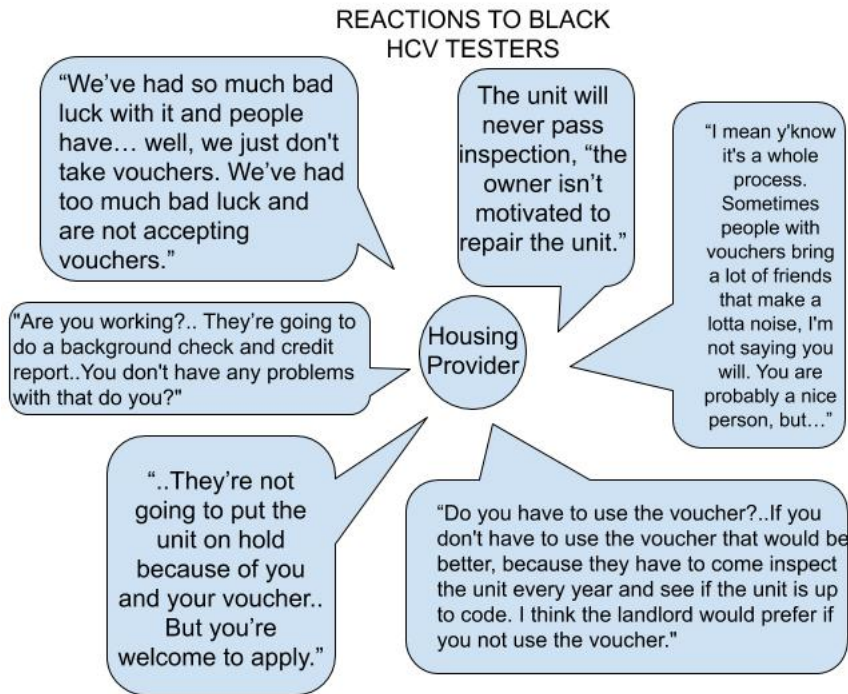 REACTIONS TO BLACK
HCV TESTERS
“We’ve had so much bad
luck with it and people
have… well, we just don't
take vouchers. We’ve had
too much bad luck and
are not accepting
vouchers.”
The unit will
never pass
inspection, “the
owner isn’t
motivated to
repair the unit.”
“I mean y'know
it's a whole
process.
Sometimes
people with
vouchers bring
a lot of friends
that make a
lotta noise, I'm
not saying you
will. You are
probably a nice
person, but…”
"Are you working?.. They’re going to
do a background check and credit
report..You don't have any problems
with that do you?"
Housing
Provider
“..They’re not
going to put the
unit on hold
because of you
and your voucher..
But you’re
welcome to apply.”
“Do you have to use the voucher?..If you
don't have to use the voucher that would be
better, because they have to come inspect
the unit every year and see if the unit is up
to code. I think the landlord would prefer if
you not use the voucher."